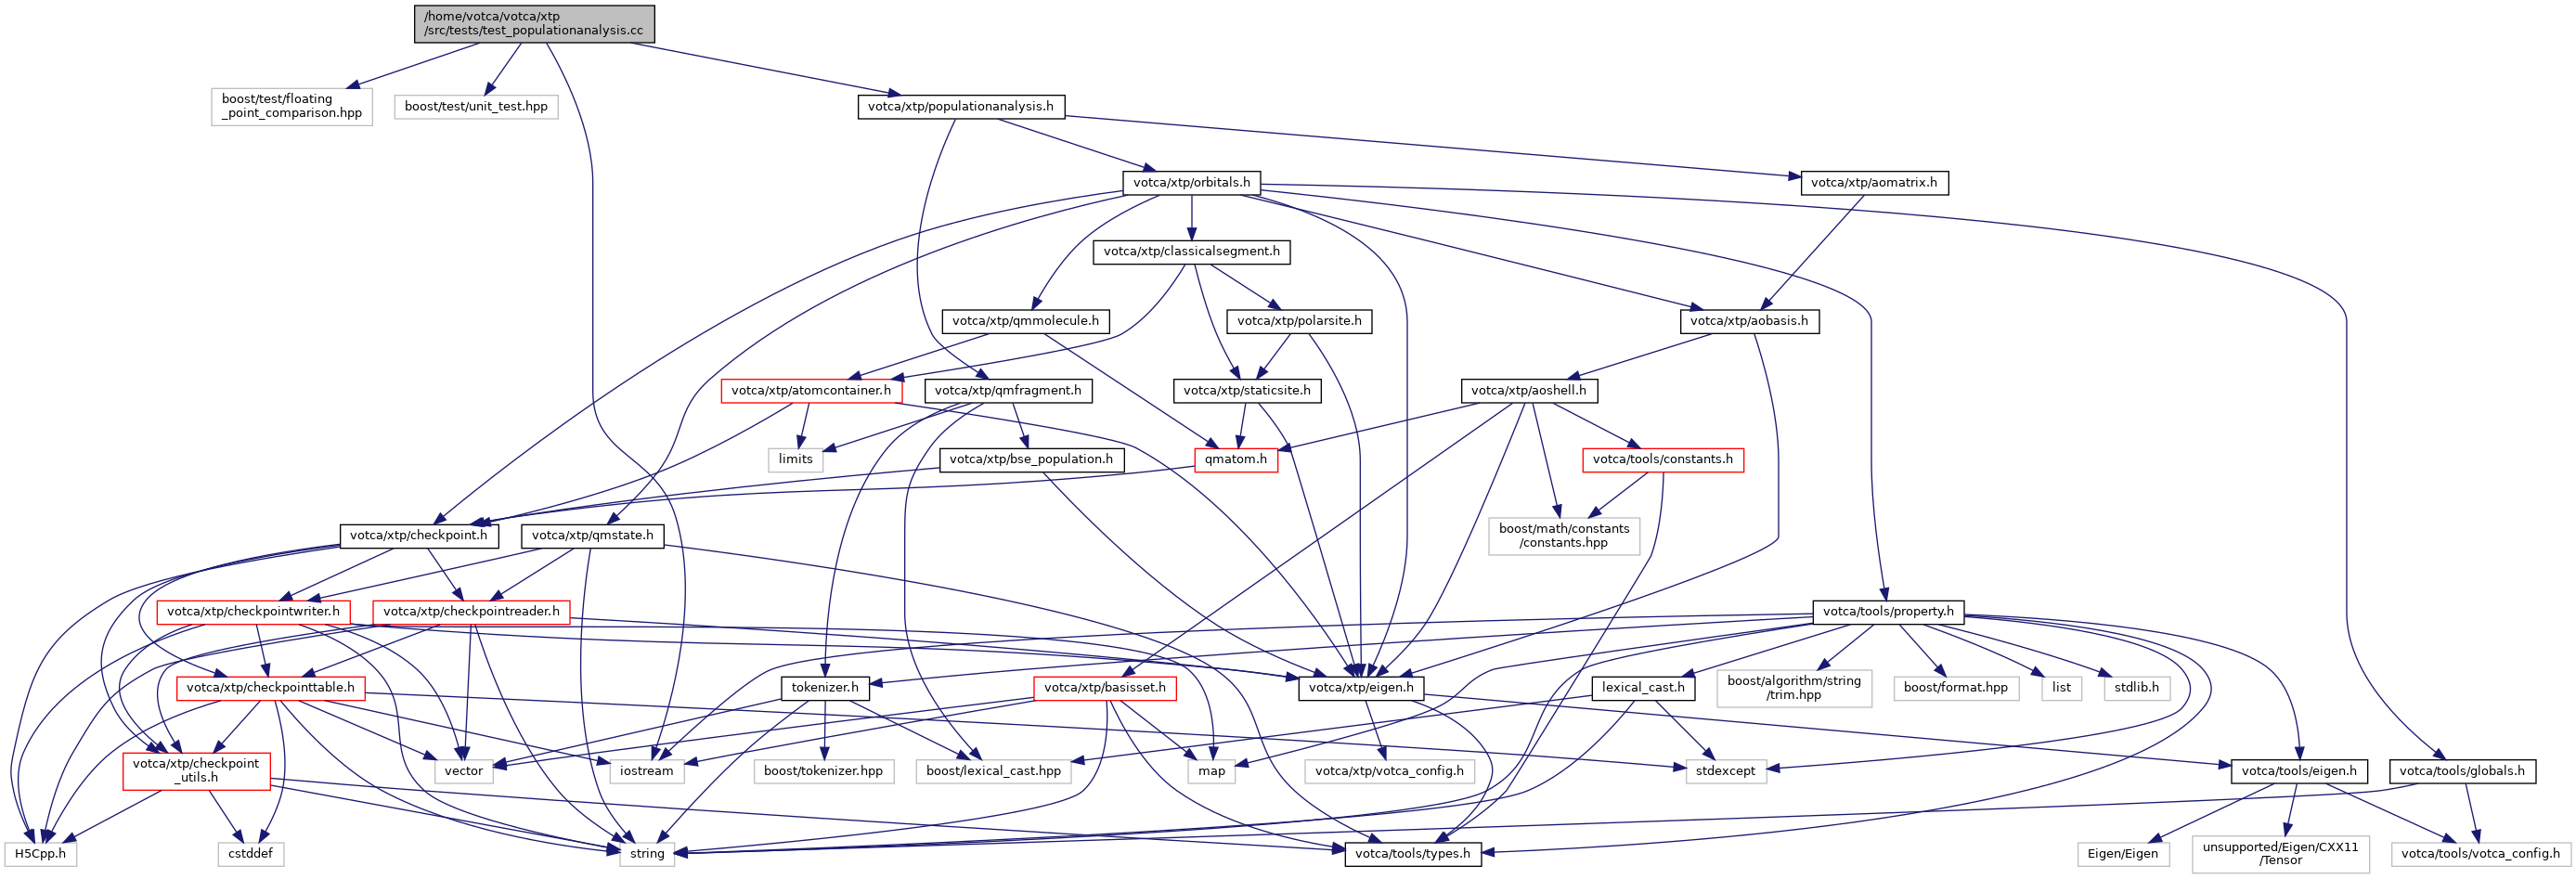 /home/votca/votca/xtp
/src/tests/test_populationanalysis.cc
boost/test/floating
_point_comparison.hpp
boost/test/unit_test.hpp
votca/xtp/populationanalysis.h
votca/xtp/orbitals.h
votca/xtp/aomatrix.h
votca/xtp/classicalsegment.h
votca/xtp/qmmolecule.h
votca/xtp/polarsite.h
votca/xtp/aobasis.h
votca/xtp/atomcontainer.h
votca/xtp/qmfragment.h
votca/xtp/staticsite.h
votca/xtp/aoshell.h
limits
votca/xtp/bse_population.h
qmatom.h
votca/tools/constants.h
votca/xtp/checkpoint.h
votca/xtp/qmstate.h
boost/math/constants
/constants.hpp
votca/xtp/checkpointwriter.h
votca/xtp/checkpointreader.h
votca/tools/property.h
votca/xtp/checkpointtable.h
tokenizer.h
votca/xtp/basisset.h
votca/xtp/eigen.h
lexical_cast.h
boost/algorithm/string
/trim.hpp
boost/format.hpp
list
stdlib.h
votca/xtp/checkpoint
_utils.h
vector
iostream
boost/tokenizer.hpp
boost/lexical_cast.hpp
map
votca/xtp/votca_config.h
stdexcept
votca/tools/eigen.h
votca/tools/globals.h
H5Cpp.h
cstddef
string
votca/tools/types.h
Eigen/Eigen
unsupported/Eigen/CXX11
/Tensor
votca/tools/votca_config.h